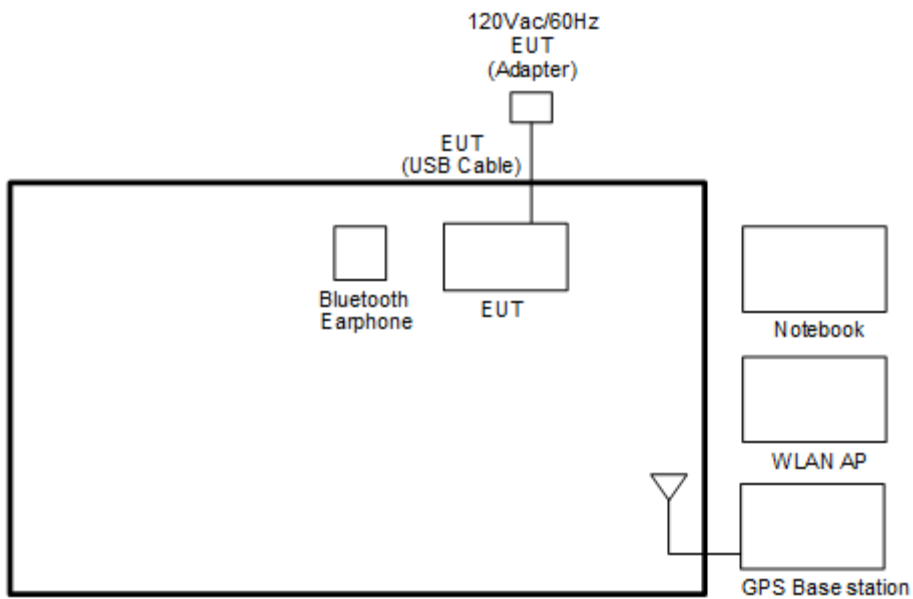 120Vac/60Hz
EUT
(Adapter)
EUT
(USB Cable)
Bluetooth
Earphone
EUT
Notebook
WLAN AP
GPS Base station